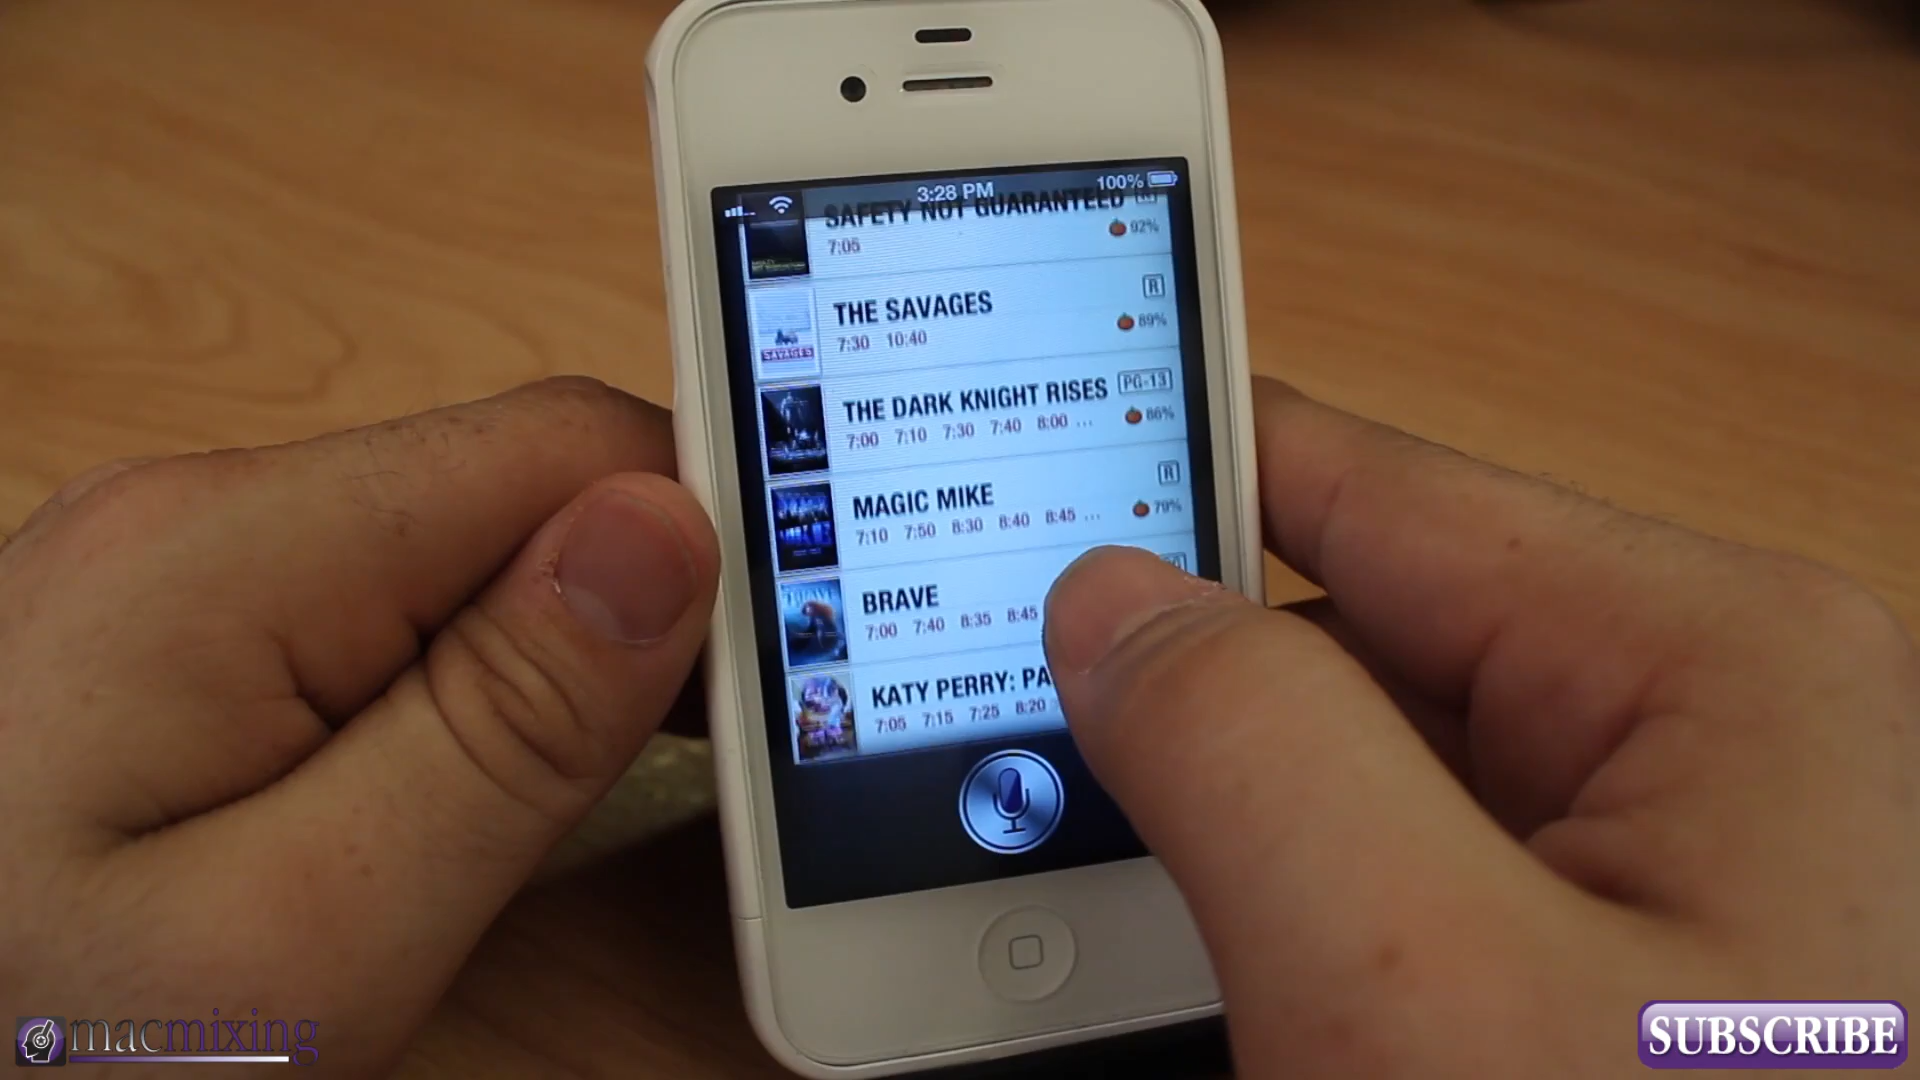 3:28 PM
100%
SAFETY NOT GUARANTEED
92%
7:05
R
THE SAVAGES
89%
7:30 10:40
SAVAGES
PG-13
THE DARK KNIGHT RISES
86%
7:00 7:10 7:30 7:40 8:00 ...
R
MAGIC MIKE
79%
7:10 7:50 8:30 8:40 8:45 ...
BRAVE
7:00 7:40 8:35 8:45
KATY PERRY: PA
7:05 7:15 7:25 8:20
macmixing
SUBSCRIBE